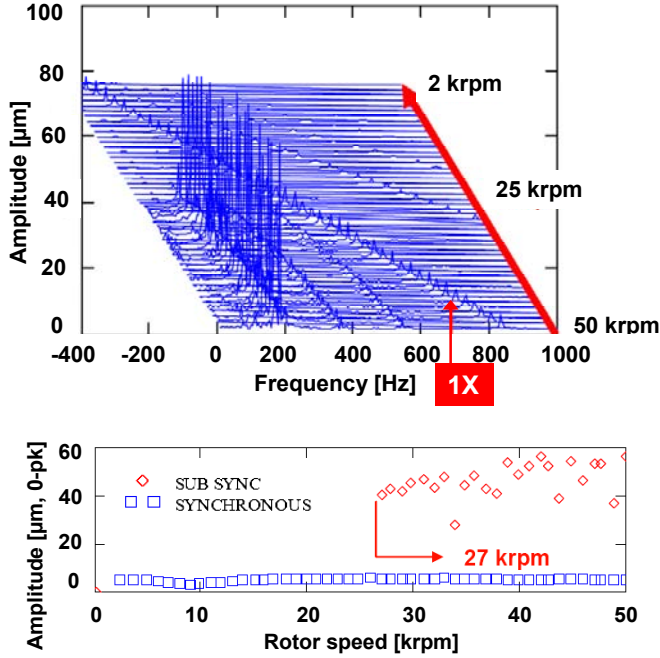 100
80
60
40
20
0
Amplitude [µm]
2 krpm
25 krpm
50 krpm
-400 -200 0 200 400 600 800 1000
Frequency [Hz]
1X
60
40
20
0
Amplitude [µm, 0-pk]
SUB SYNC
SYNCHRONOUS
27 krpm
0 10 20 30 40 50
Rotor speed [krpm]